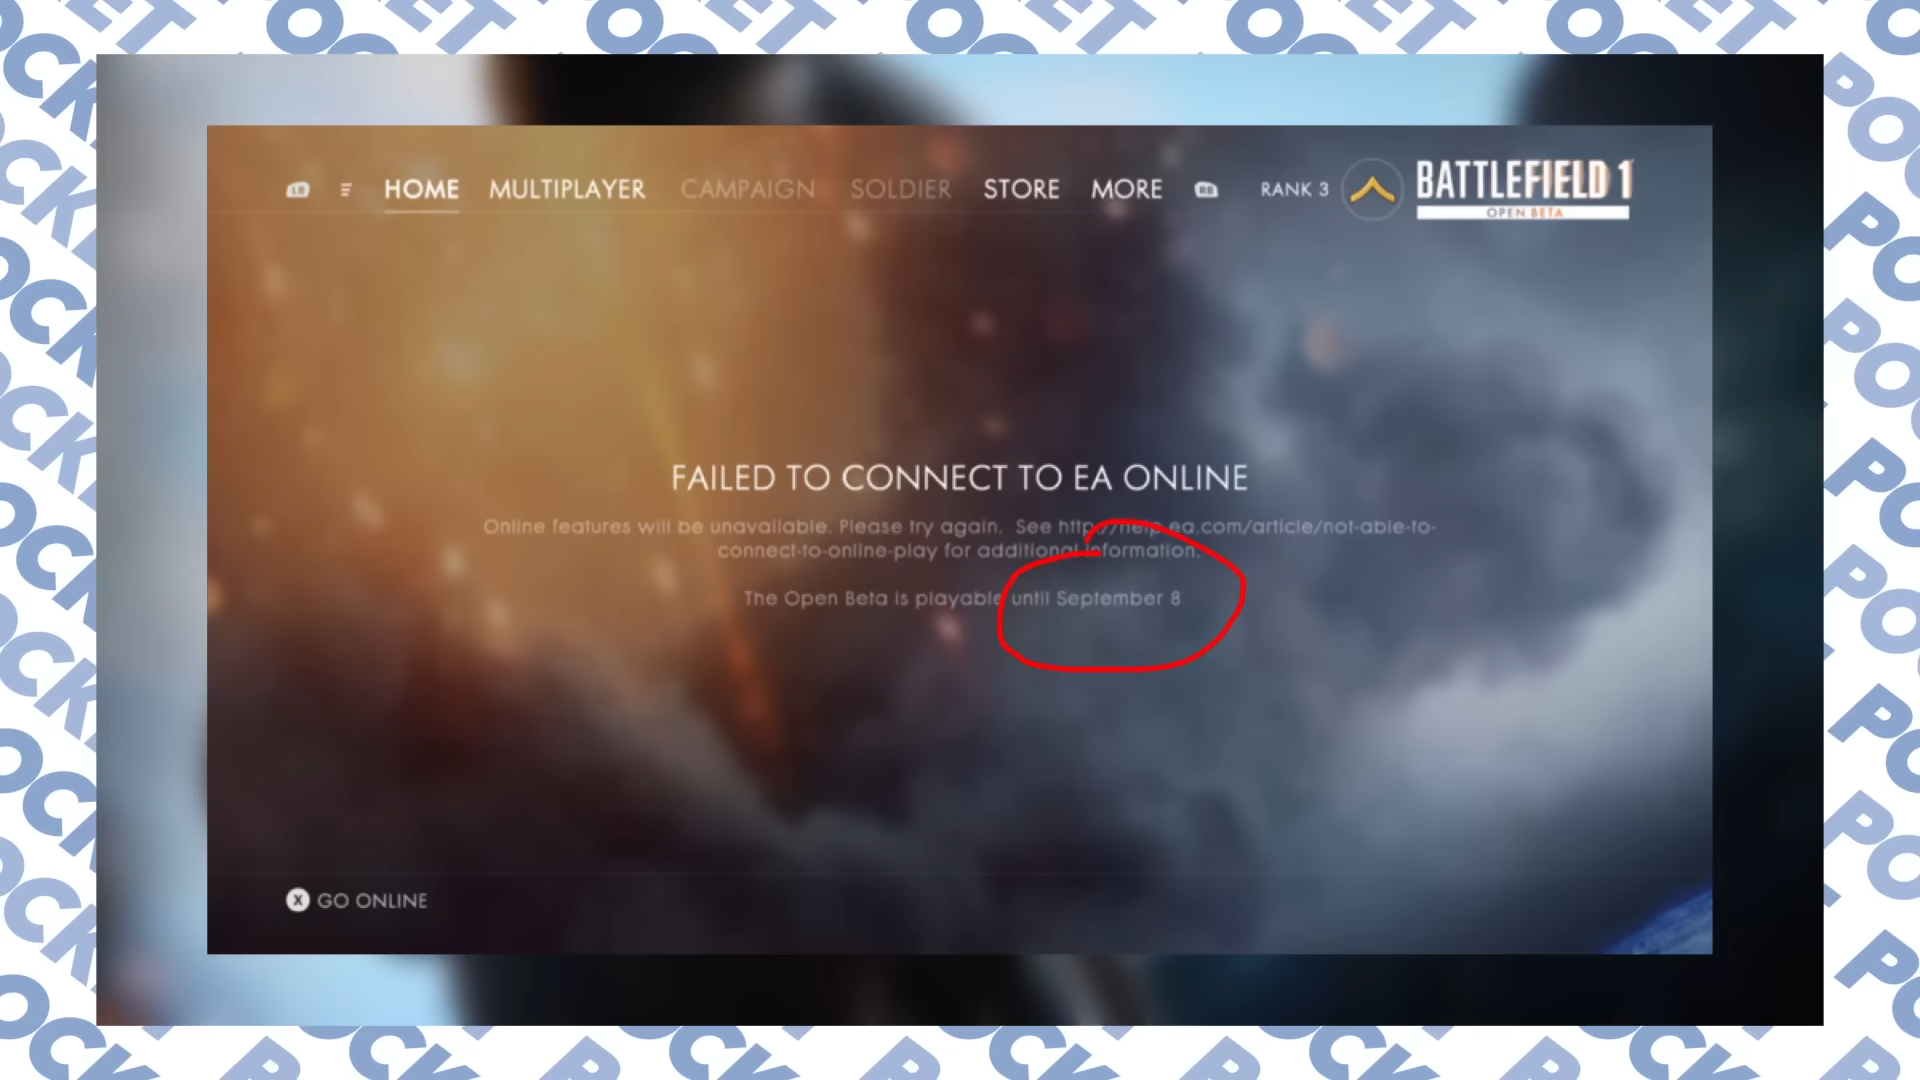 HOME MULTIPLAYER CAMPAIGN SOLDIER STORE MORE RANK 3 BATTLEFIELD 1
OPEN BETA
FAILED TO CONNECT TO EA ONLINE
Online features will be unavailable. Please try again. See http://help.ea.com/article/not-able-to-
connect-to-online-play for additional information.
The Open Beta is playable until September 8
X GO ONLINE